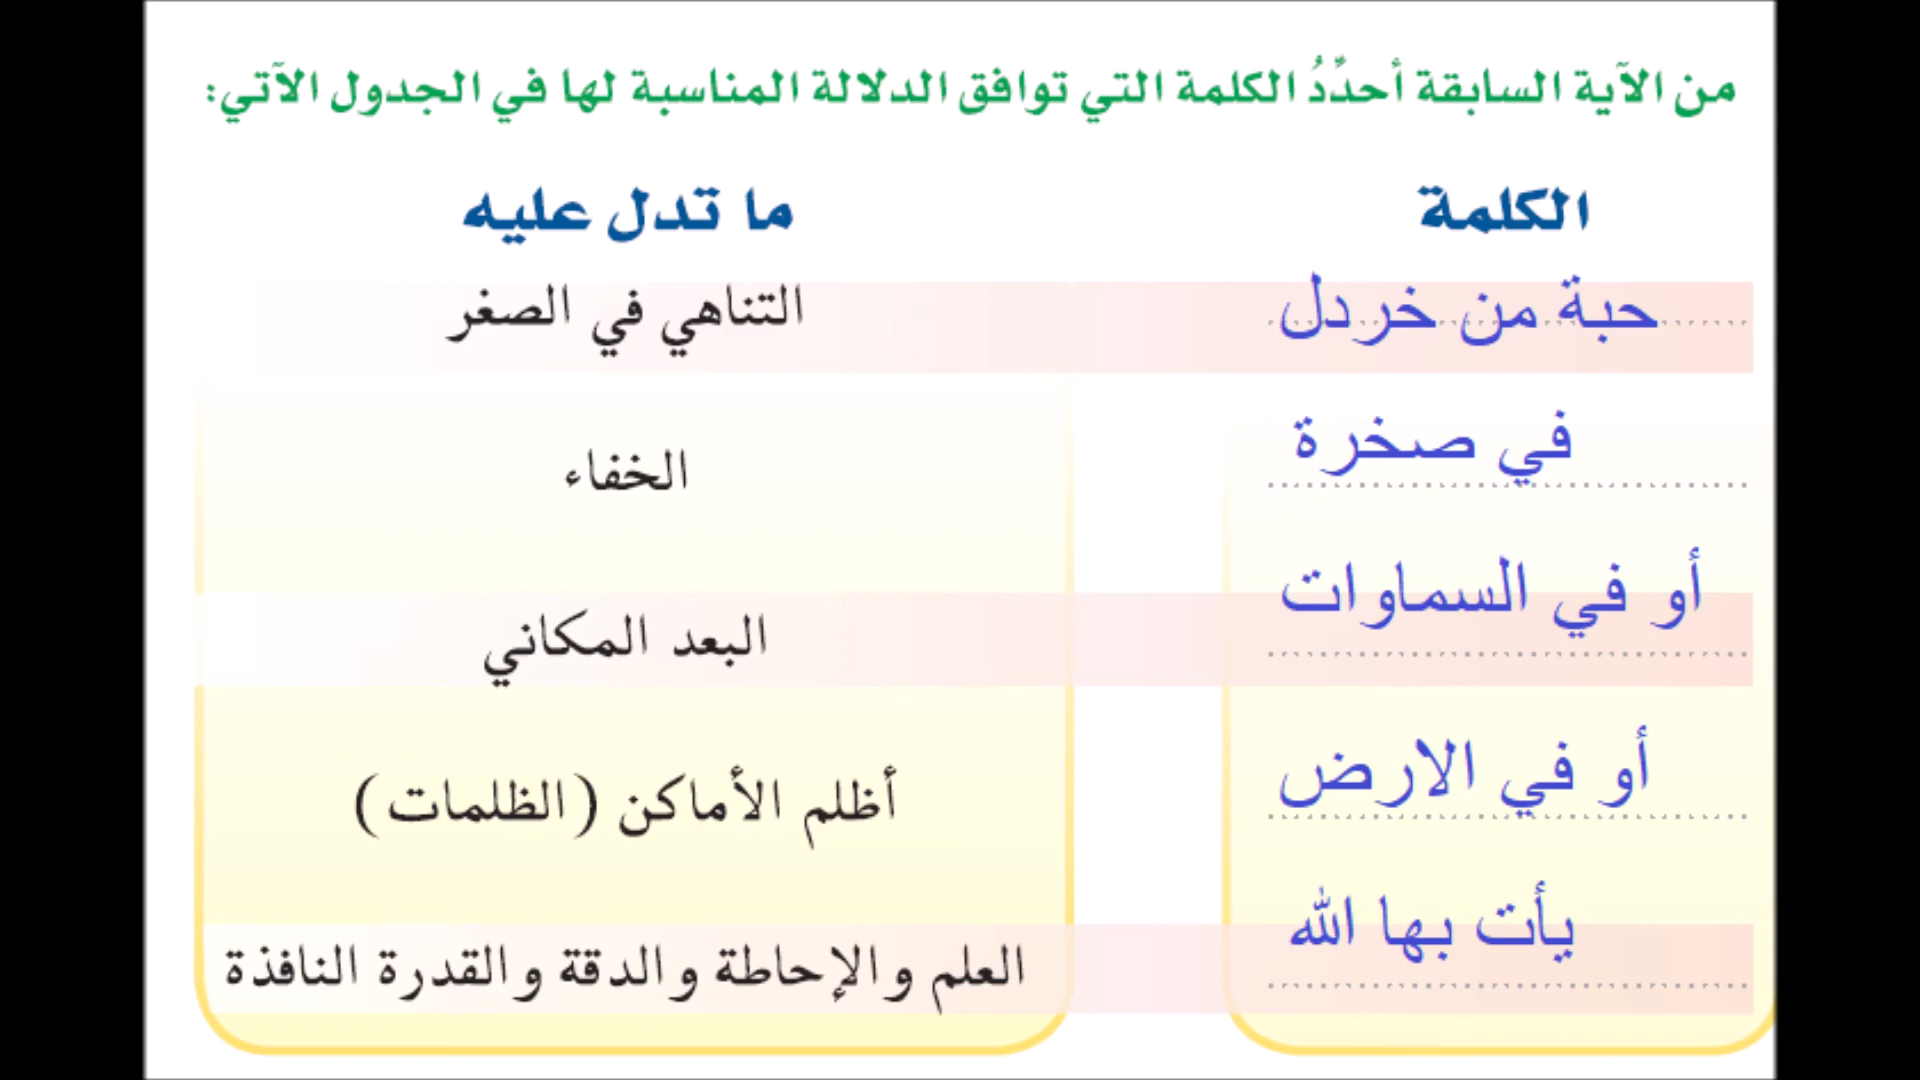 من الآية السابقة أحدِّدُ الكلمة التي توافق الدلالة المناسبة لها في الجدول الآتي:
الكلمة ما تدل عليه
حبة من خردل التناهي في الصغر
في صخرة الخفاء
أو في السماوات البعد المكاني
أو في الارض أظلم الأماكن (الظلمات)
يأت بها الله العلم والإحاطة والدقة والقدرة النافذة